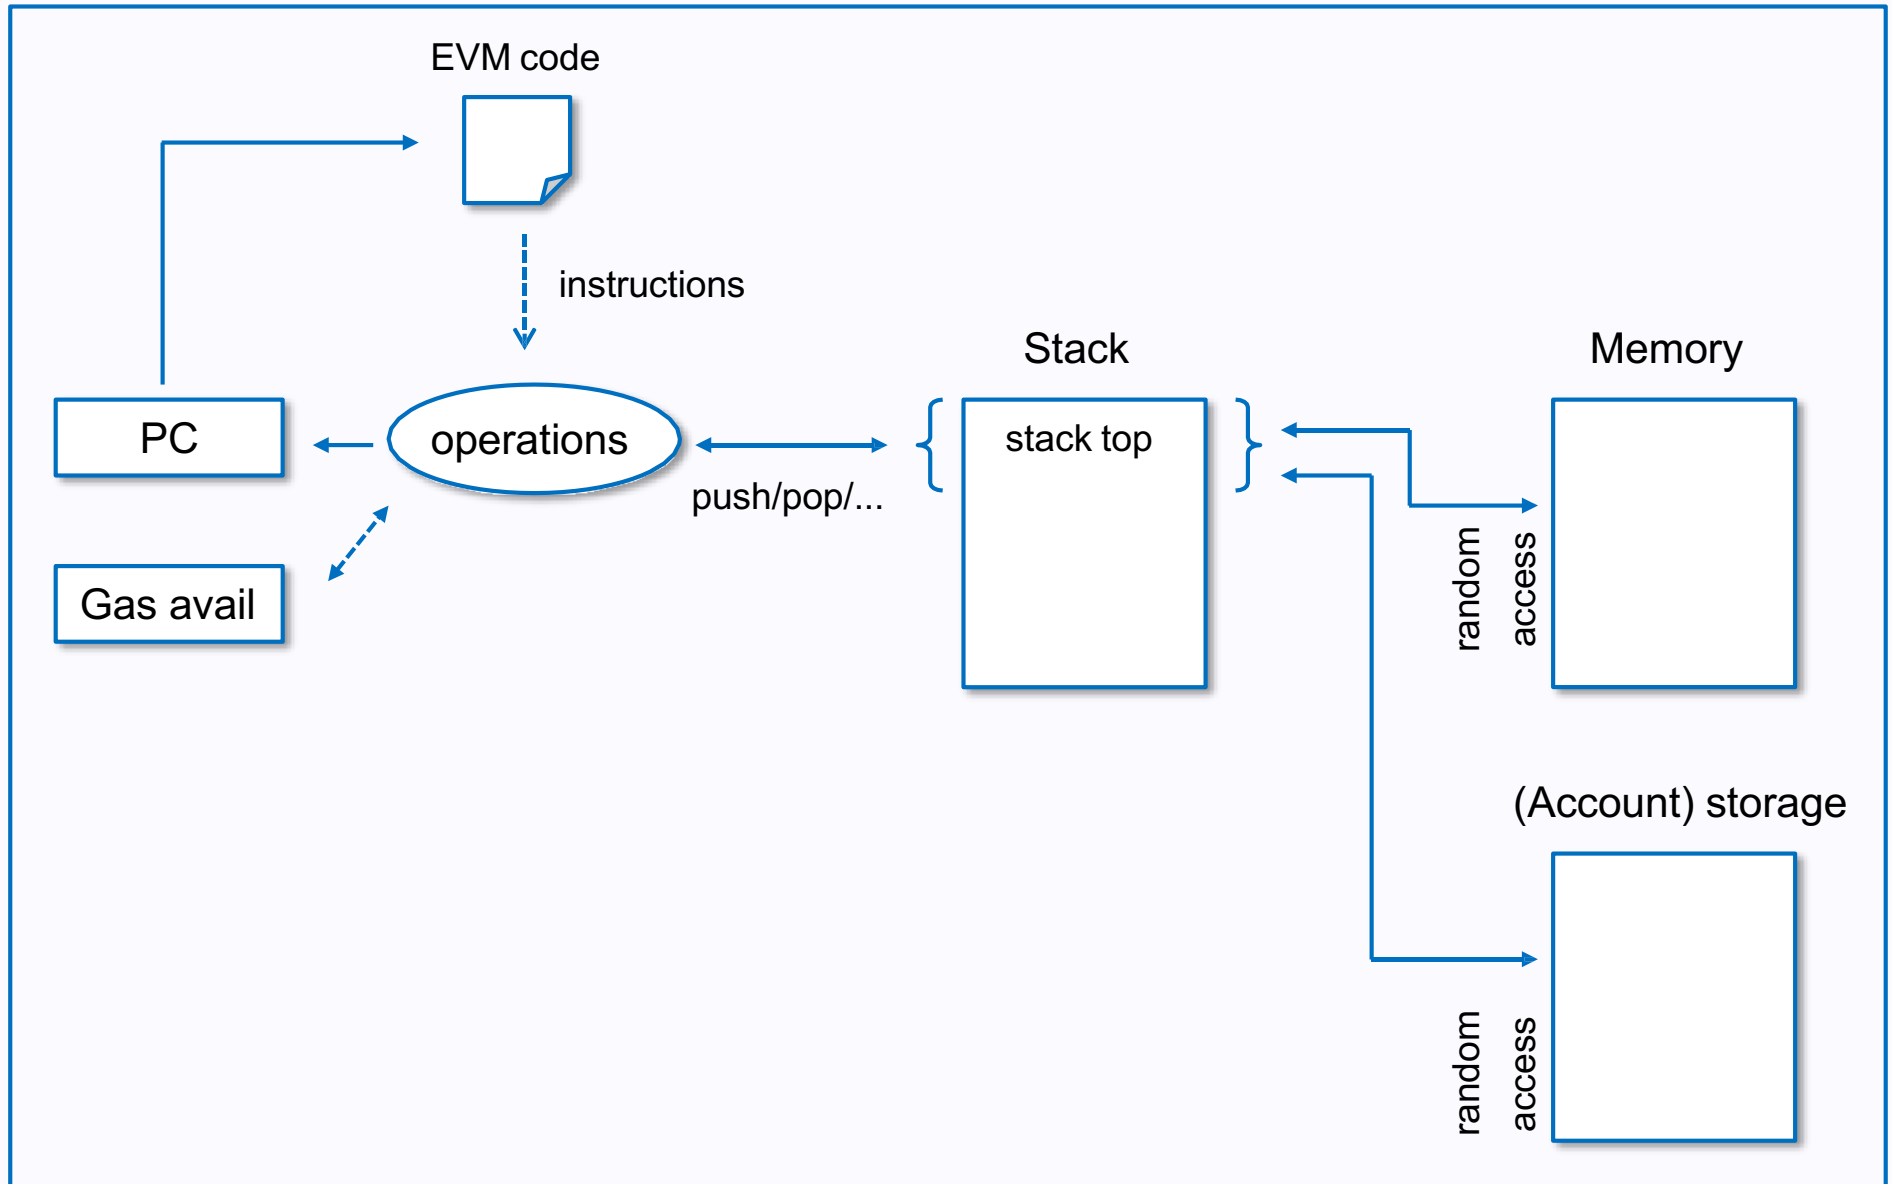 EVM code
instructions
Stack
Memory
PC
operations
stack top
push/pop/...
random
access
Gas avail
(Account) storage
random
access